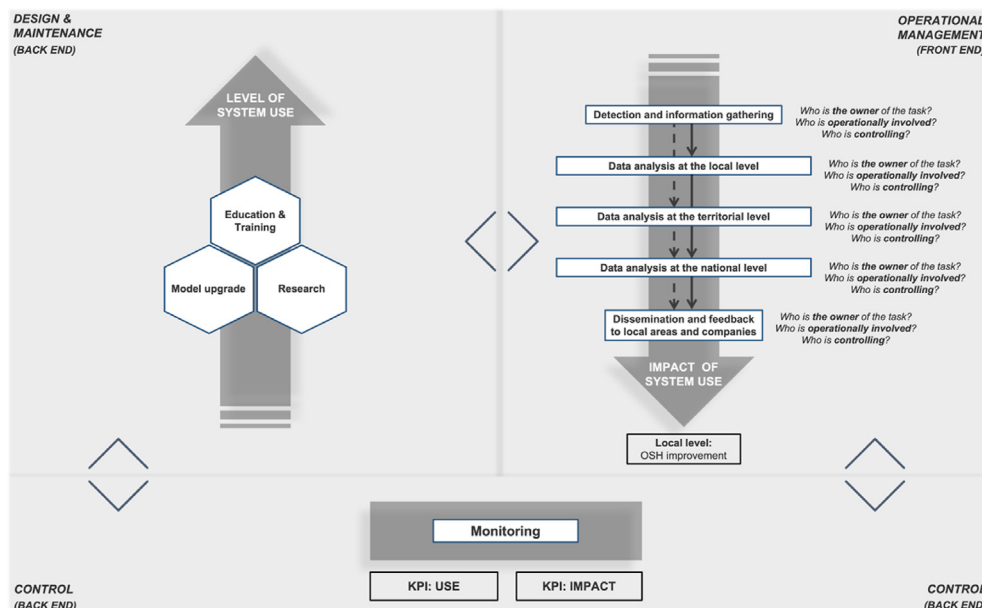 DESIGN &
MAINTENANCE
(BACK END)
LEVEL OF
SYSTEM USE
Education &
Training
Model upgrade
Research
OPERATIONAL
MANAGEMENT
(FRONT END)
Detection and information gathering
Who is the owner of the task?
Who is operationally involved?
Who is controlling?
Data analysis at the local level
Who is the owner of the task?
Who is operationally involved?
Who is controlling?
Data analysis at the territorial level
Who is the owner of the task?
Who is operationally involved?
Who is controlling?
Data analysis at the national level
Who is the owner of the task?
Who is operationally involved?
Who is controlling?
Dissemination and feedback
to local areas and companies
Who is the owner of the task?
Who is operationally involved?
Who is controlling?
IMPACT OF
SYSTEM USE
Local level:
OSH improvement
Monitoring
KPI: USE
KPI: IMPACT
CONTROL
(BACK END)
CONTROL
(BACK END)